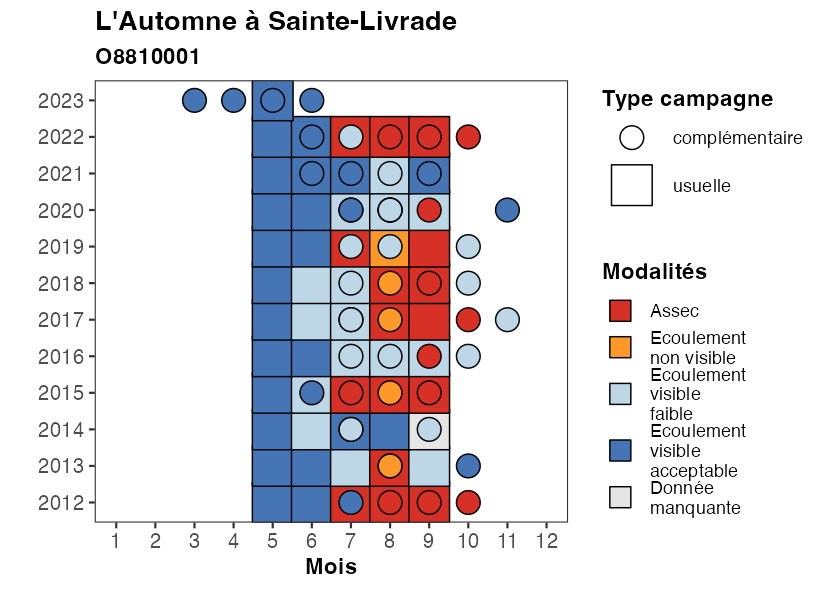 L'Automne à Sainte-Livrade
O8810001
2023
2022
2021
2020
2019
2018
2017
2016
2015
2014
2013
2012
1 2 3 4 5 6 7 8 9 10 11 12
Mois
Type campagne
complémentaire
usuelle
Modalités
Assec
Ecoulement
non visible
Ecoulement
visible
faible
Ecoulement
visible
acceptable
Donnée
manquante